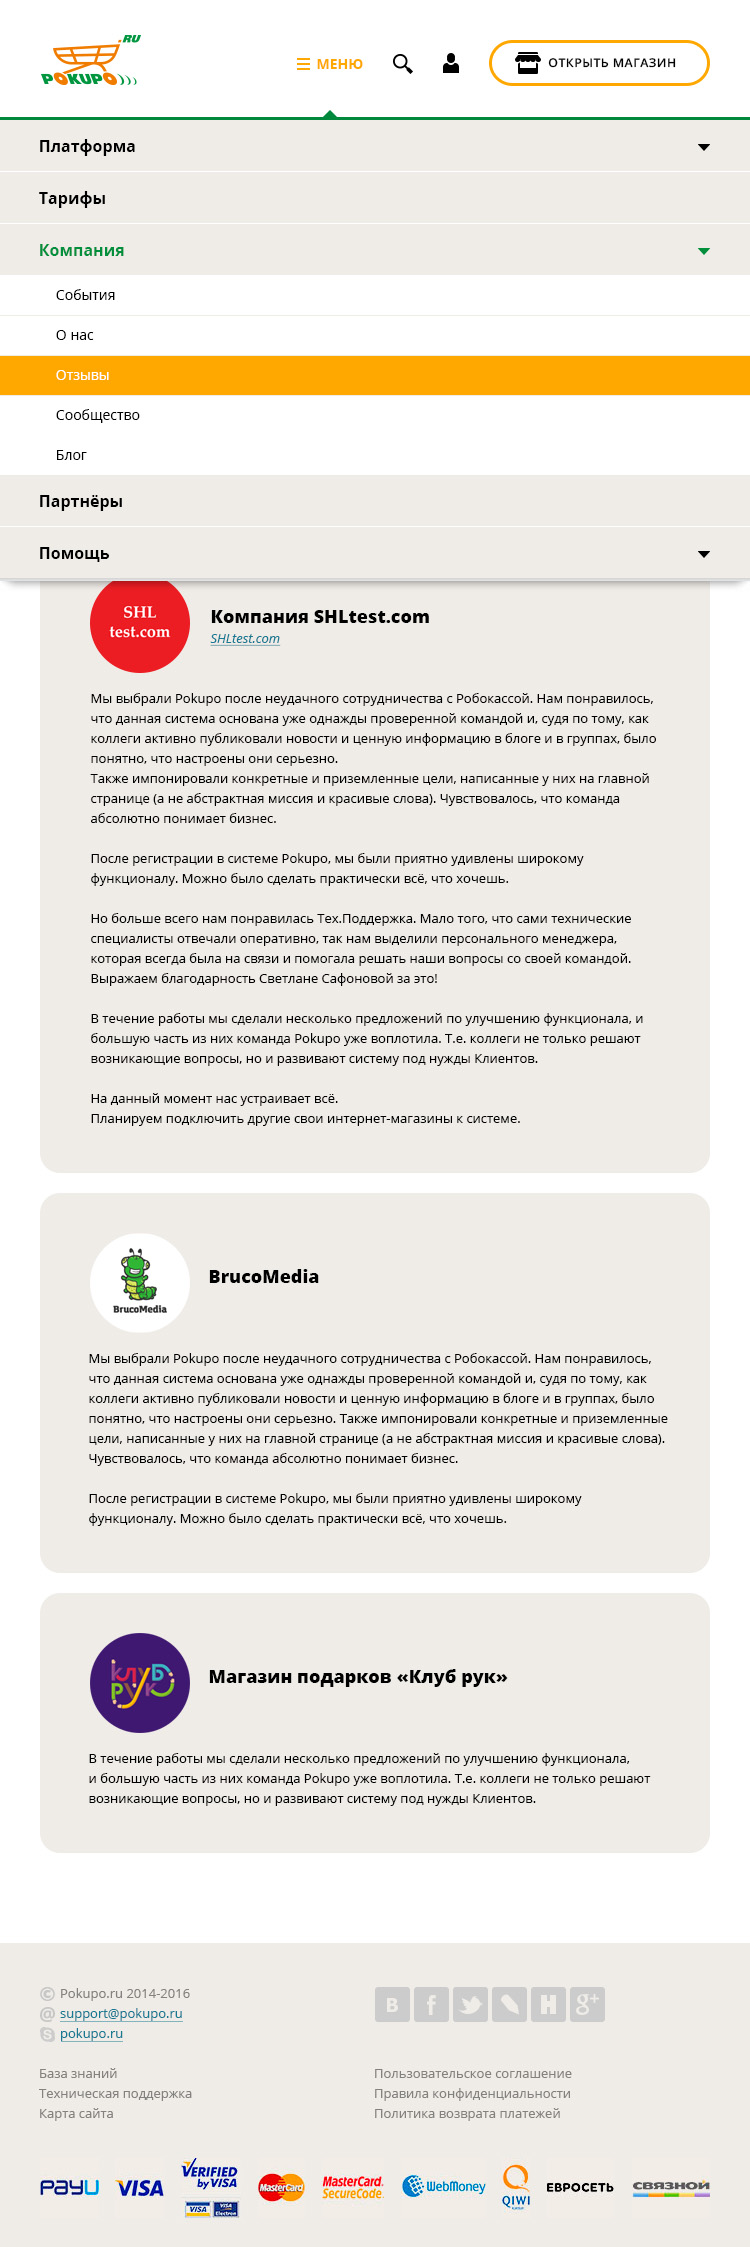 POKUPO.RU
МЕНЮ
ОТКРЫТЬ МАГАЗИН
Платформа
Тарифы
Компания
События
О нас
Отзывы
Сообщество
Блог
Партнёры
Помощь
SHL
test.com
Компания SHLtest.com
SHLtest.com
Мы выбрали Pokupo после неудачного сотрудничества с Робокассой. Нам понравилось,
что данная система основана уже однажды проверенной командой и, судя по тому, как
коллеги активно публиковали новости и ценную информацию в блоге и в группах, было
понятно, что настроены они серьезно.
Также импонировали конкретные и приземленные цели, написанные у них на главной
странице (а не абстрактная миссия и красивые слова). Чувствовалось, что команда
абсолютно понимает бизнес.
После регистрации в системе Pokupo, мы были приятно удивлены широкому
функционалу. Можно было сделать практически всё, что хочешь.
Но больше всего нам понравилась Тех.Поддержка. Мало того, что сами технические
специалисты отвечали оперативно, так нам выделили персонального менеджера,
которая всегда была на связи и помогала решать наши вопросы со своей командой.
Выражаем благодарность Светлане Сафоновой за это!
В течение работы мы сделали несколько предложений по улучшению функционала, и
большую часть из них команда Pokupo уже воплотила. Т.е. коллеги не только решают
возникающие вопросы, но и развивают систему под нужды Клиентов.
На данный момент нас устраивает всё.
Планируем подключить другие свои интернет-магазины к системе.
BrucoMedia
BrucoMedia
Мы выбрали Pokupo после неудачного сотрудничества с Робокассой. Нам понравилось,
что данная система основана уже однажды проверенной командой и, судя по тому, как
коллеги активно публиковали новости и ценную информацию в блоге и в группах, было
понятно, что настроены они серьезно. Также импонировали конкретные и приземленные
цели, написанные у них на главной странице (а не абстрактная миссия и красивые слова).
Чувствовалось, что команда абсолютно понимает бизнес.
После регистрации в системе Pokupo, мы были приятно удивлены широкому
функционалу. Можно было сделать практически всё, что хочешь.
КЛУБ
РУК
Магазин подарков «Клуб рук»
В течение работы мы сделали несколько предложений по улучшению функционала,
и большую часть из них команда Pokupo уже воплотила. Т.е. коллеги не только решают
возникающие вопросы, но и развивают систему под нужды Клиентов.
© Pokupo.ru 2014-2016
@ support@pokupo.ru
pokupo.ru
В f H g+
База знаний
Техническая поддержка
Карта сайта
Пользовательское соглашение
Правила конфиденциальности
Политика возврата платежей
PayU VISA VERIFIED by VISA VISA VISA Electron MasterCard MasterCard. SecureCode. WebMoney QIWI ЕВРОСЕТЬ СВЯЗНОЙ